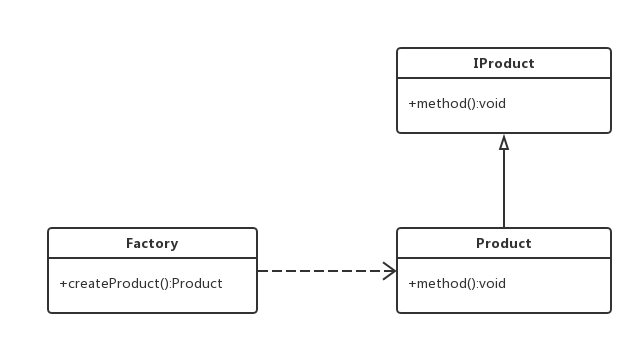 IProduct
+method():void
Factory
+createProduct():Product
Product
+method():void